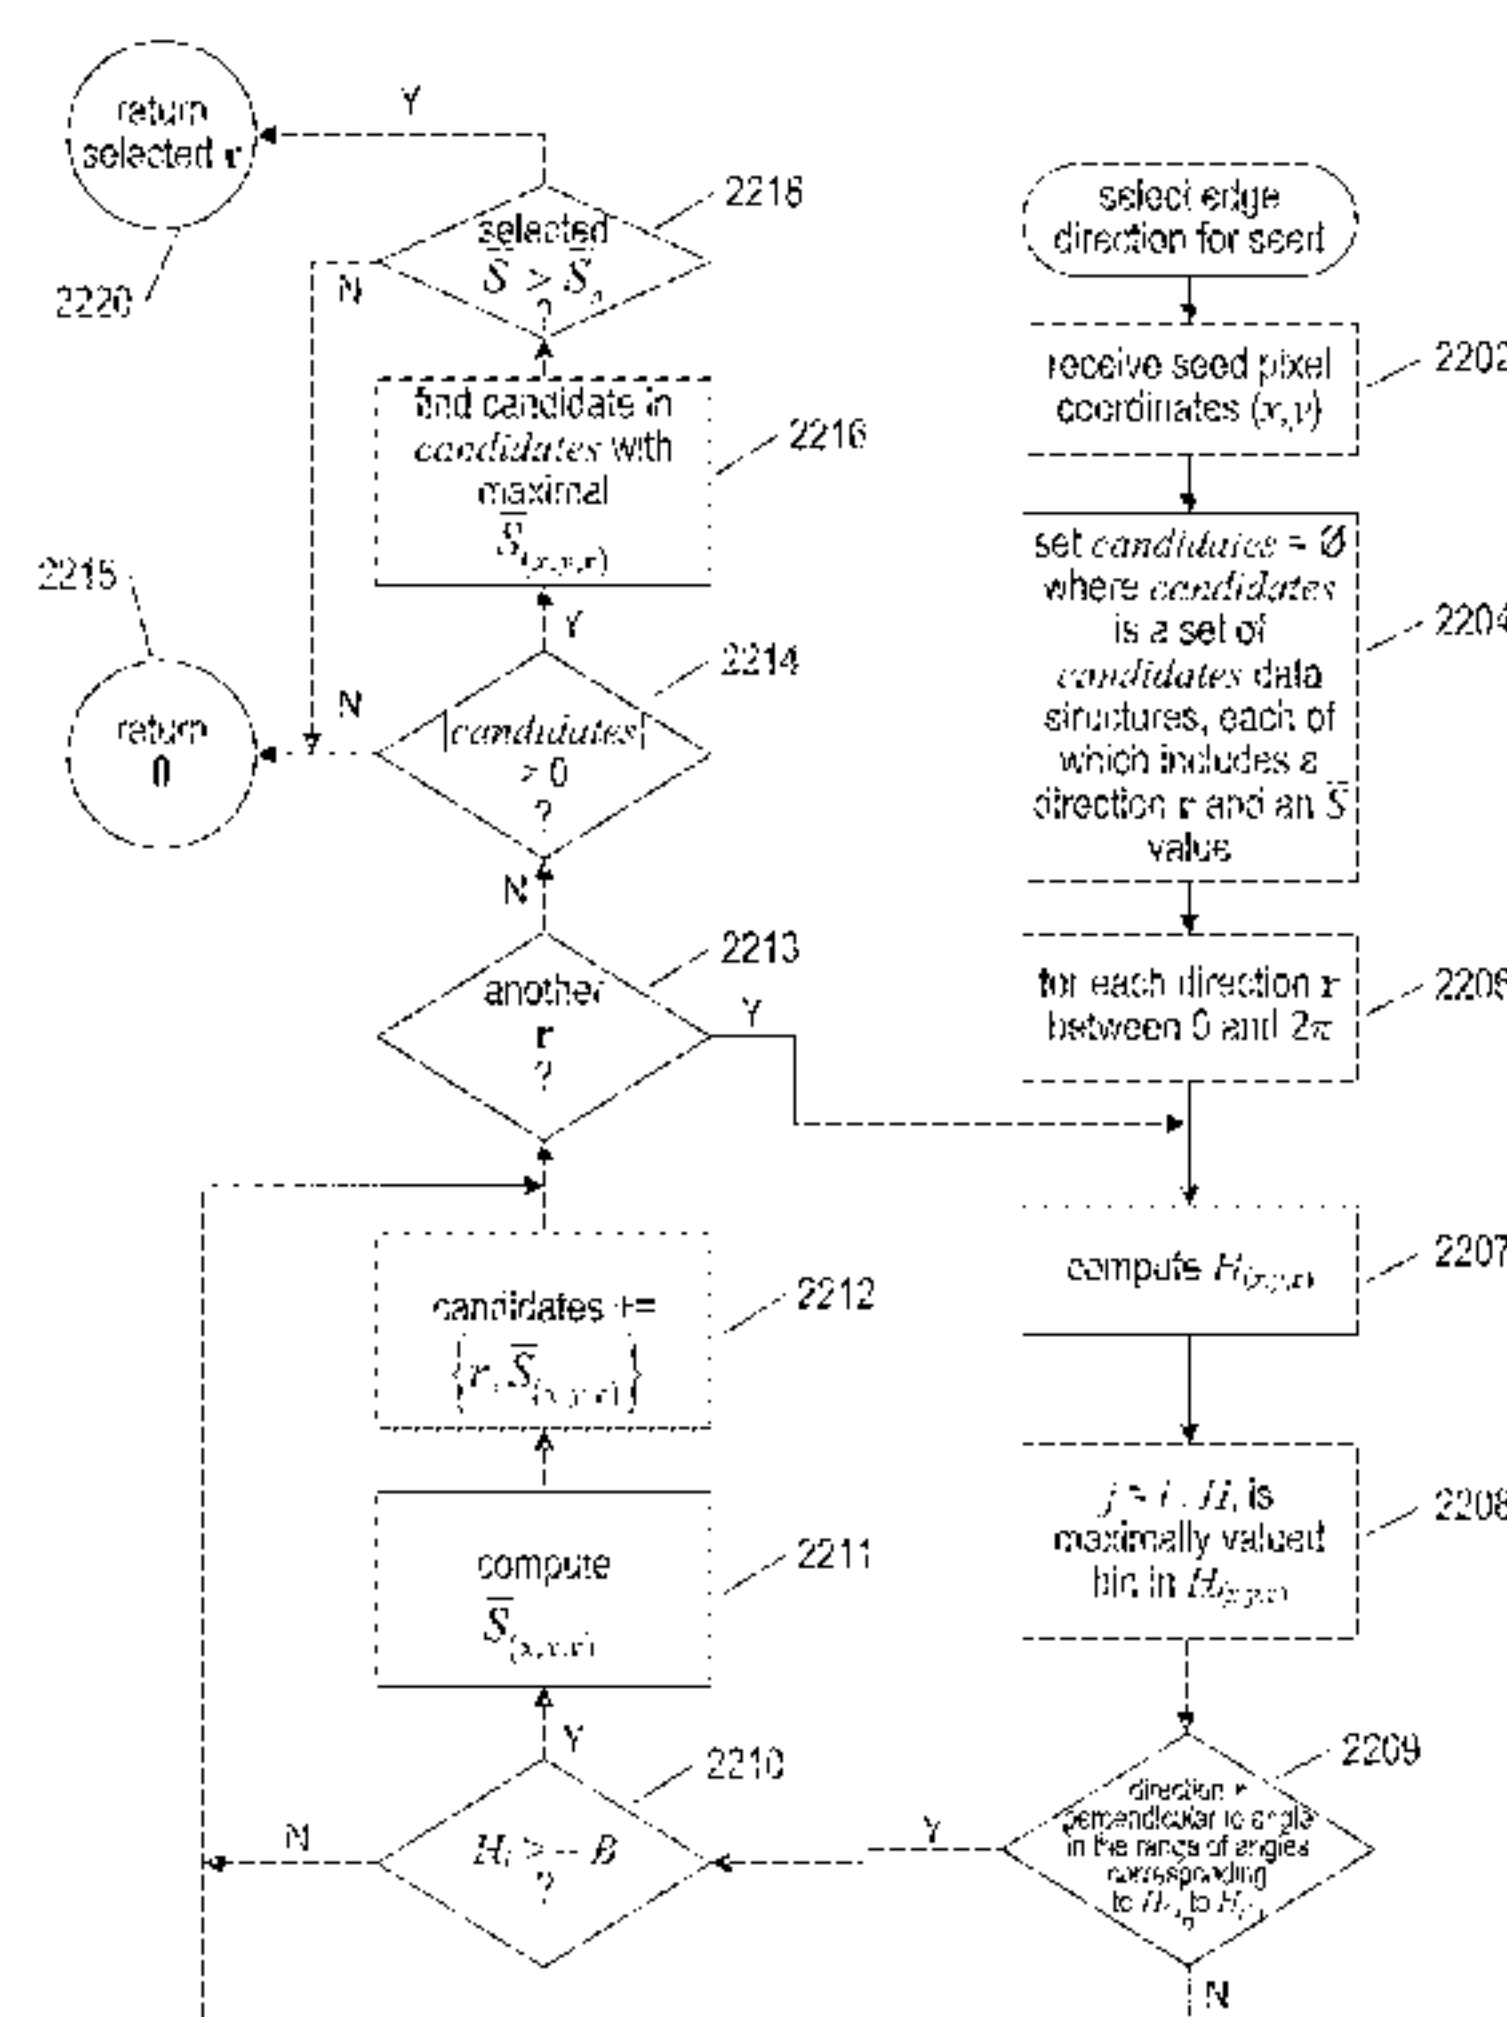 select edge
direction for seed
receive seed pixel
coordinates (x,y)
2202
set candidates = Ø
where candidates
is a set of
candidates data
structures, each of
which includes a
direction r and an S̅
value
2204
for each direction r
between 0 and 2π
2206
compute H(x,y,r)
2207
is
maximally valued
bin in H(x,y,r)
2208
direction r
perpendicular to angle
in the range of angles
corresponding
to
?
2209
Y
N
?
2210
N
Y
compute
S̅(x,y,r)
2211
candidates +=
{r, S̅(x,y,r)}
2212
another
r
?
2213
Y
N
|candidates|
> 0
?
2214
N
Y
return
0
2215
find candidate in
candidates with
maximal
S̅(x,y,r)
2216
selected
?
N
Y
return
selected r
2220